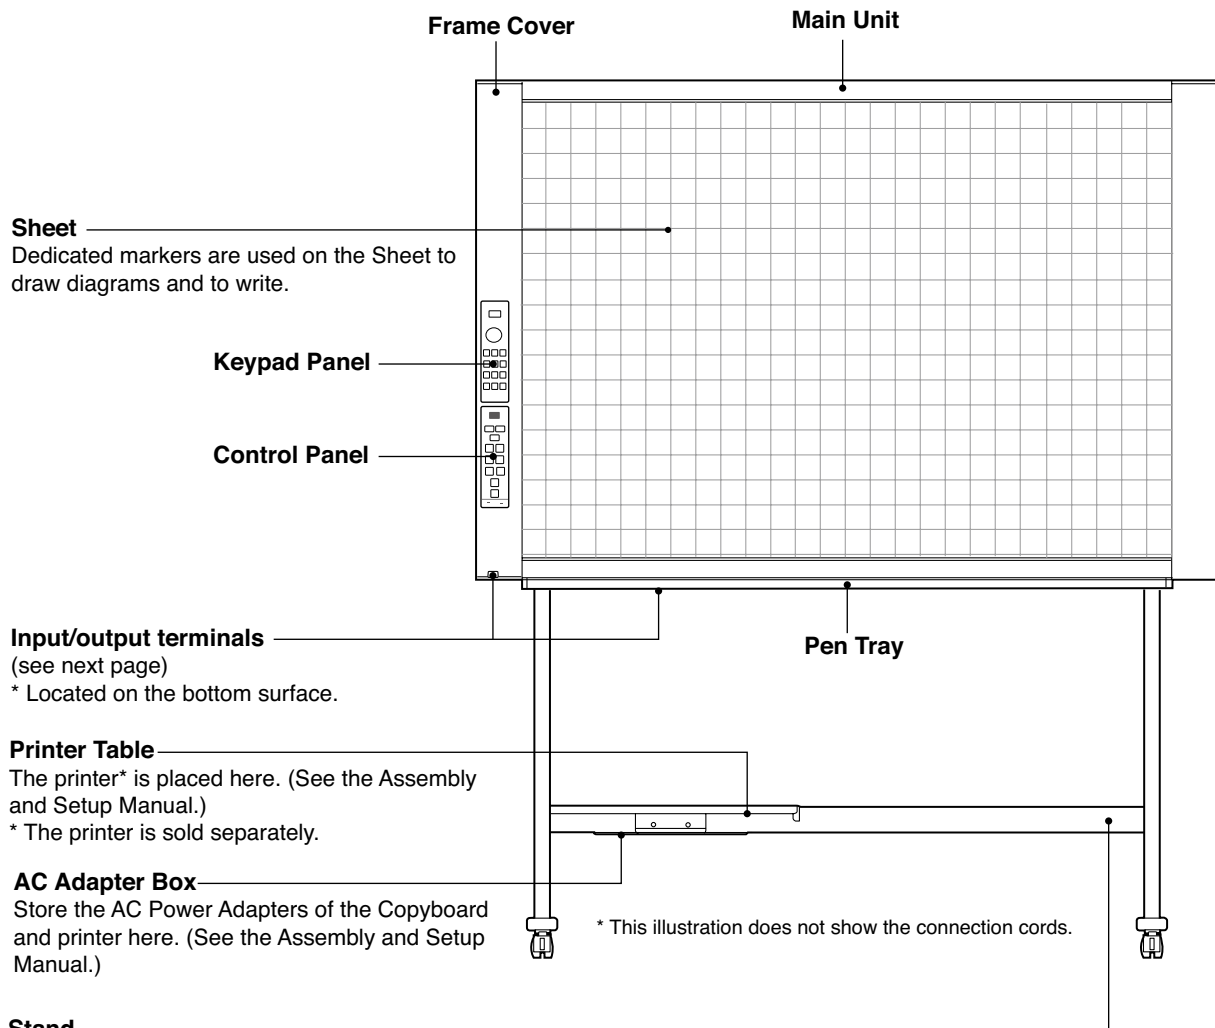 Frame Cover
Main Unit
Sheet
Dedicated markers are used on the Sheet to
draw diagrams and to write.
Keypad Panel
Control Panel
Input/output terminals
(see next page)
* Located on the bottom surface.
Pen Tray
Printer Table
The printer* is placed here. (See the Assembly
and Setup Manual.)
* The printer is sold separately.
AC Adapter Box
Store the AC Power Adapters of the Copyboard
and printer here. (See the Assembly and Setup
Manual.)
* This illustration does not show the connection cords.
Stand